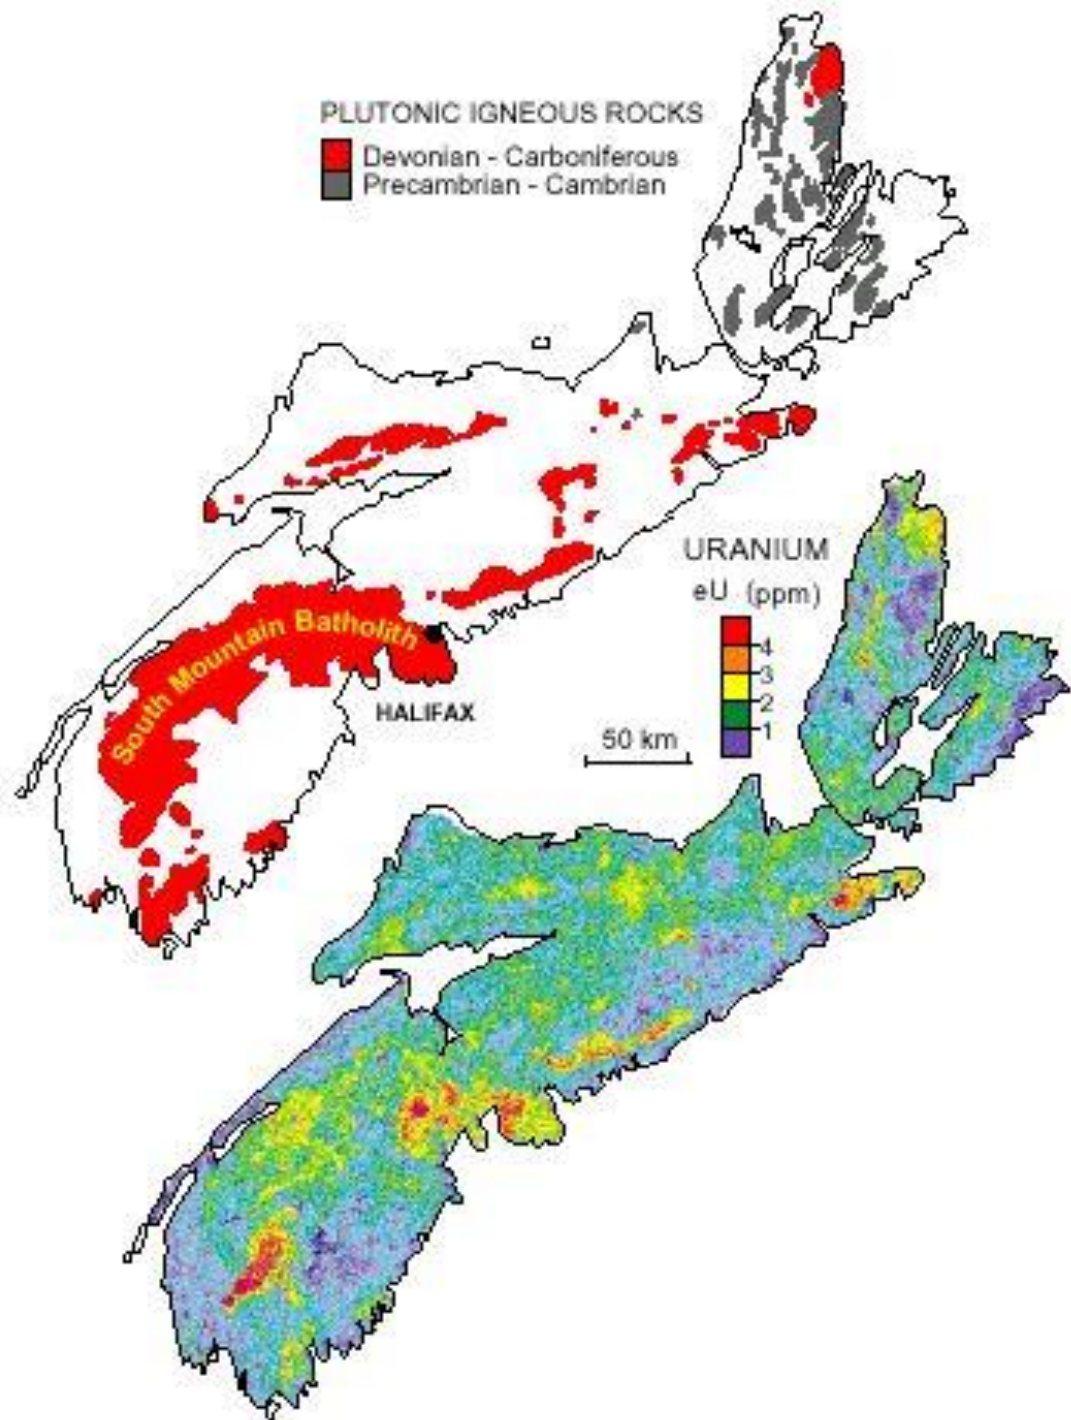 PLUTONIC IGNEOUS ROCKS
Devonian - Carboniferous
Precambrian - Cambrian
South Mountain Batholith
HALIFAX
URANIUM
eU (ppm)
4
3
2
1
50 km